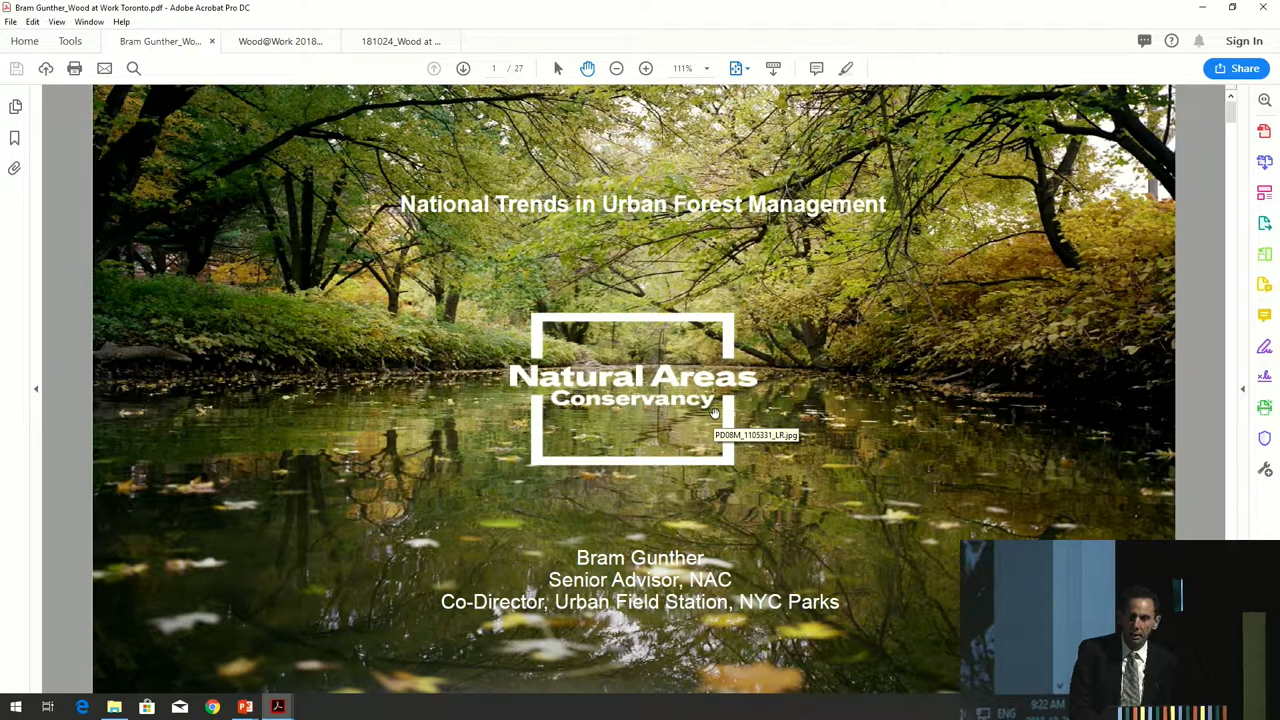 Bram Gunther_Wood at Work Toronto.pdf - Adobe Acrobat Pro DC
File Edit View Window Help
Home Tools Bram Gunther_Wo... × Wood@Work 2018... 181024_Wood at ... Sign In
1 / 27 111% Share
National Trends in Urban Forest Management
Natural Areas
Conservancy
PD08M_1105331_LR.jpg
Bram Gunther
Senior Advisor, NAC
Co-Director, Urban Field Station, NYC Parks
ENG 9:22 AM